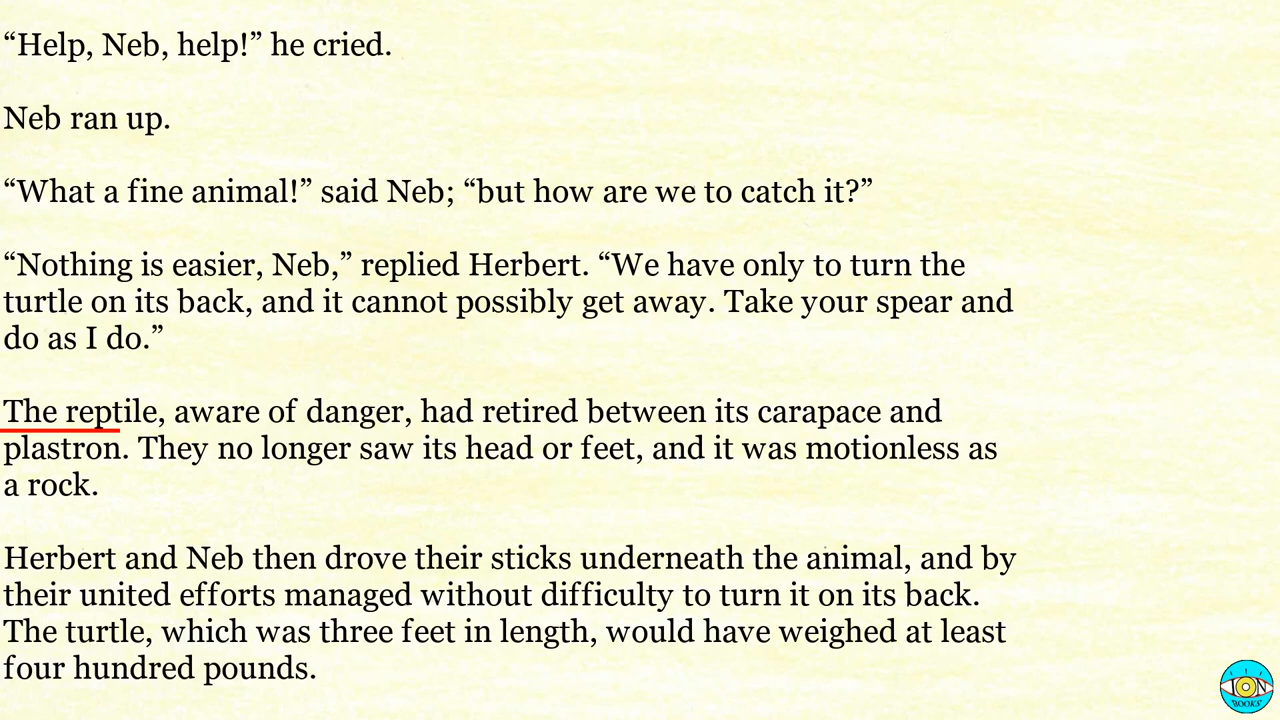 “Help, Neb, help!” he cried.
Neb ran up.
“What a fine animal!” said Neb; “but how are we to catch it?”
“Nothing is easier, Neb,” replied Herbert. “We have only to turn the
turtle on its back, and it cannot possibly get away. Take your spear and
do as I do.”
The reptile, aware of danger, had retired between its carapace and
plastron. They no longer saw its head or feet, and it was motionless as
a rock.
Herbert and Neb then drove their sticks underneath the animal, and by
their united efforts managed without difficulty to turn it on its back.
The turtle, which was three feet in length, would have weighed at least
four hundred pounds.
ION
BOOKS